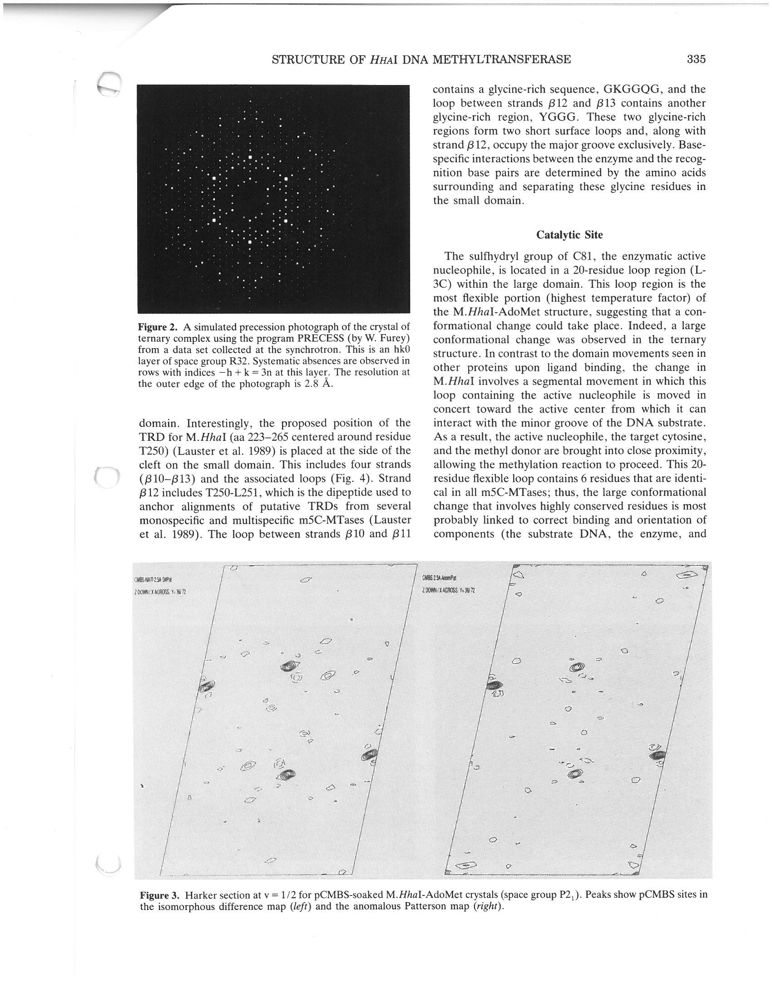 STRUCTURE OF HHAI DNA METHYLTRANSFERASE 335
Figure 2. A simulated precession photograph of the crystal of
ternary complex using the program PRECESS (by W. Furey)
from a data set collected at the synchrotron. This is an hk0
layer of space group R32. Systematic absences are observed in
rows with indices −h + k = 3n at this layer. The resolution at
the outer edge of the photograph is 2.8 Å.
domain. Interestingly, the proposed position of the
TRD for M.HhaI (aa 223–265 centered around residue
T250) (Lauster et al. 1989) is placed at the side of the
cleft on the small domain. This includes four strands
(β10–β13) and the associated loops (Fig. 4). Strand
β12 includes T250-L251, which is the dipeptide used to
anchor alignments of putative TRDs from several
monospecific and multispecific m5C-MTases (Lauster
et al. 1989). The loop between strands β10 and β11
contains a glycine-rich sequence, GKGGQG, and the
loop between strands β12 and β13 contains another
glycine-rich region, YGGG. These two glycine-rich
regions form two short surface loops and, along with
strand β12, occupy the major groove exclusively. Base-
specific interactions between the enzyme and the recog-
nition base pairs are determined by the amino acids
surrounding and separating these glycine residues in
the small domain.
Catalytic Site
The sulfhydryl group of C81, the enzymatic active
nucleophile, is located in a 20-residue loop region (L-
3C) within the large domain. This loop region is the
most flexible portion (highest temperature factor) of
the M.HhaI-AdoMet structure, suggesting that a con-
formational change could take place. Indeed, a large
conformational change was observed in the ternary
structure. In contrast to the domain movements seen in
other proteins upon ligand binding, the change in
M.HhaI involves a segmental movement in which this
loop containing the active nucleophile is moved in
concert toward the active center from which it can
interact with the minor groove of the DNA substrate.
As a result, the active nucleophile, the target cytosine,
and the methyl donor are brought into close proximity,
allowing the methylation reaction to proceed. This 20-
residue flexible loop contains 6 residues that are identi-
cal in all m5C-MTases; thus, the large conformational
change that involves highly conserved residues is most
probably linked to correct binding and orientation of
components (the substrate DNA, the enzyme, and
CMBS NATI 2.5A DifPat
Z DOWN / X ACROSS. Y= 36/ 72
CMBS 2.5A AnomPat
Z DOWN / X ACROSS. Y= 36/ 72
Figure 3. Harker section at v = 1/2 for pCMBS-soaked M.HhaI-AdoMet crystals (space group P2₁). Peaks show pCMBS sites in
the isomorphous difference map (left) and the anomalous Patterson map (right).